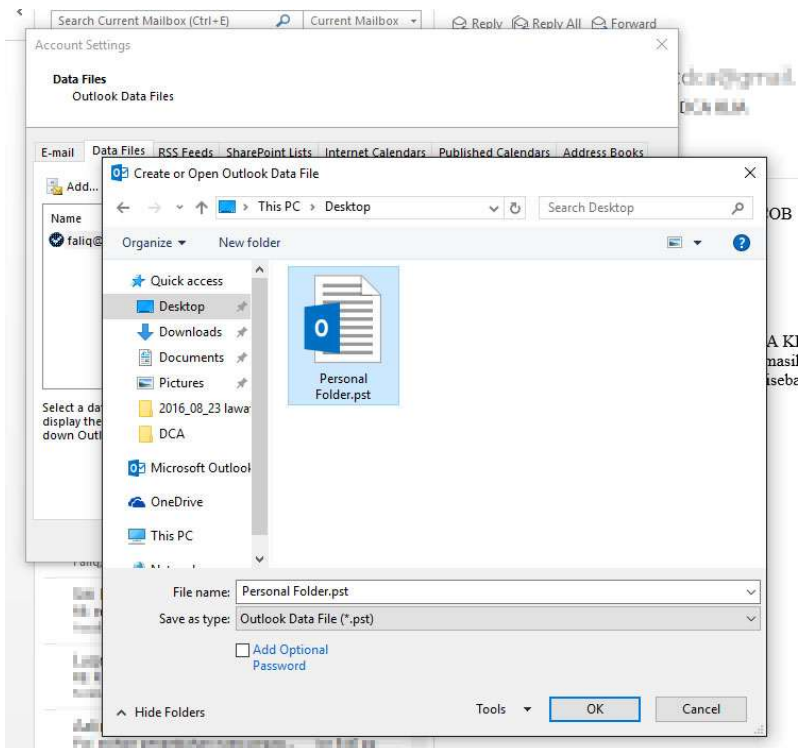 Search Current Mailbox (Ctrl+E)
Current Mailbox
Reply
Reply All
Forward
Account Settings
Data Files
Outlook Data Files
E-mail
Data Files
RSS Feeds
SharePoint Lists
Internet Calendars
Published Calendars
Address Books
Add...
Name
faliq@
Select a da
display the
down Outl
Create or Open Outlook Data File
This PC > Desktop
Search Desktop
Organize
New folder
Quick access
Desktop
Downloads
Documents
Pictures
2016_08_23 lawa
DCA
Microsoft Outlook
OneDrive
This PC
Personal
Folder.pst
File name: Personal Folder.pst
Save as type: Outlook Data File (*.pst)
Add Optional
Password
Hide Folders
Tools
OK
Cancel
OB